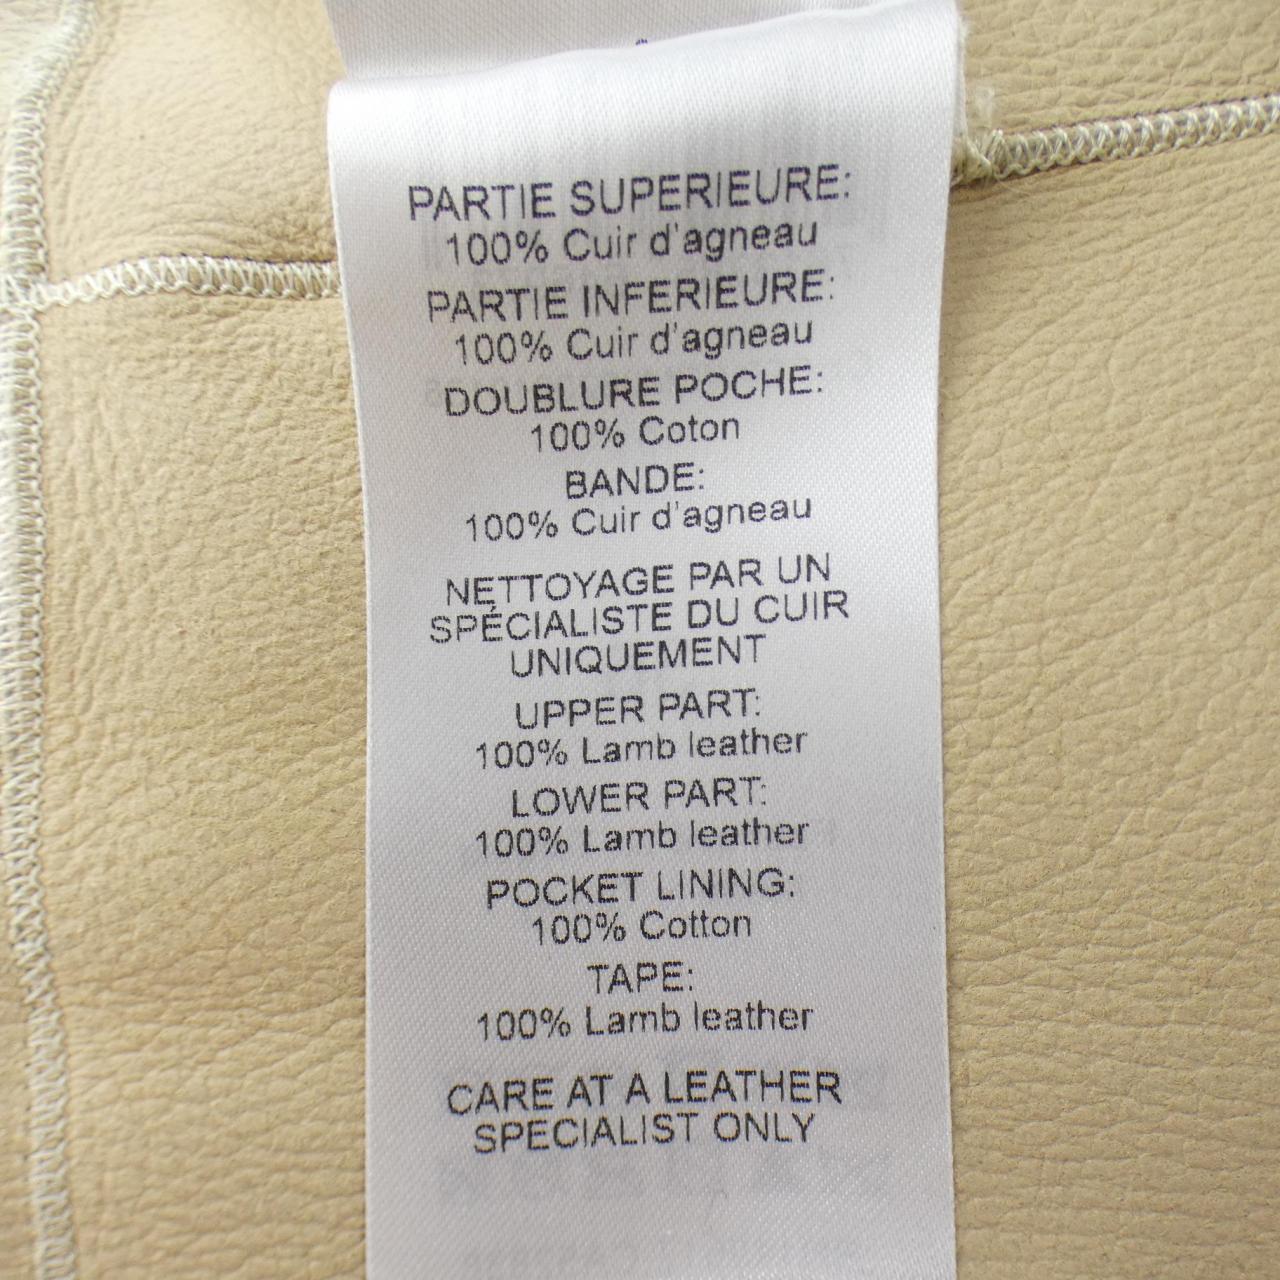 PARTIE SUPERIEURE:
100% Cuir d'agneau
PARTIE INFERIEURE:
100% Cuir d'agneau
DOUBLURE POCHE:
100% Coton
BANDE:
100% Cuir d'agneau
NETTOYAGE PAR UN
SPÉCIALISTE DU CUIR
UNIQUEMENT
UPPER PART:
100% Lamb leather
LOWER PART:
100% Lamb leather
POCKET LINING:
100% Cotton
TAPE:
100% Lamb leather
CARE AT A LEATHER
SPECIALIST ONLY